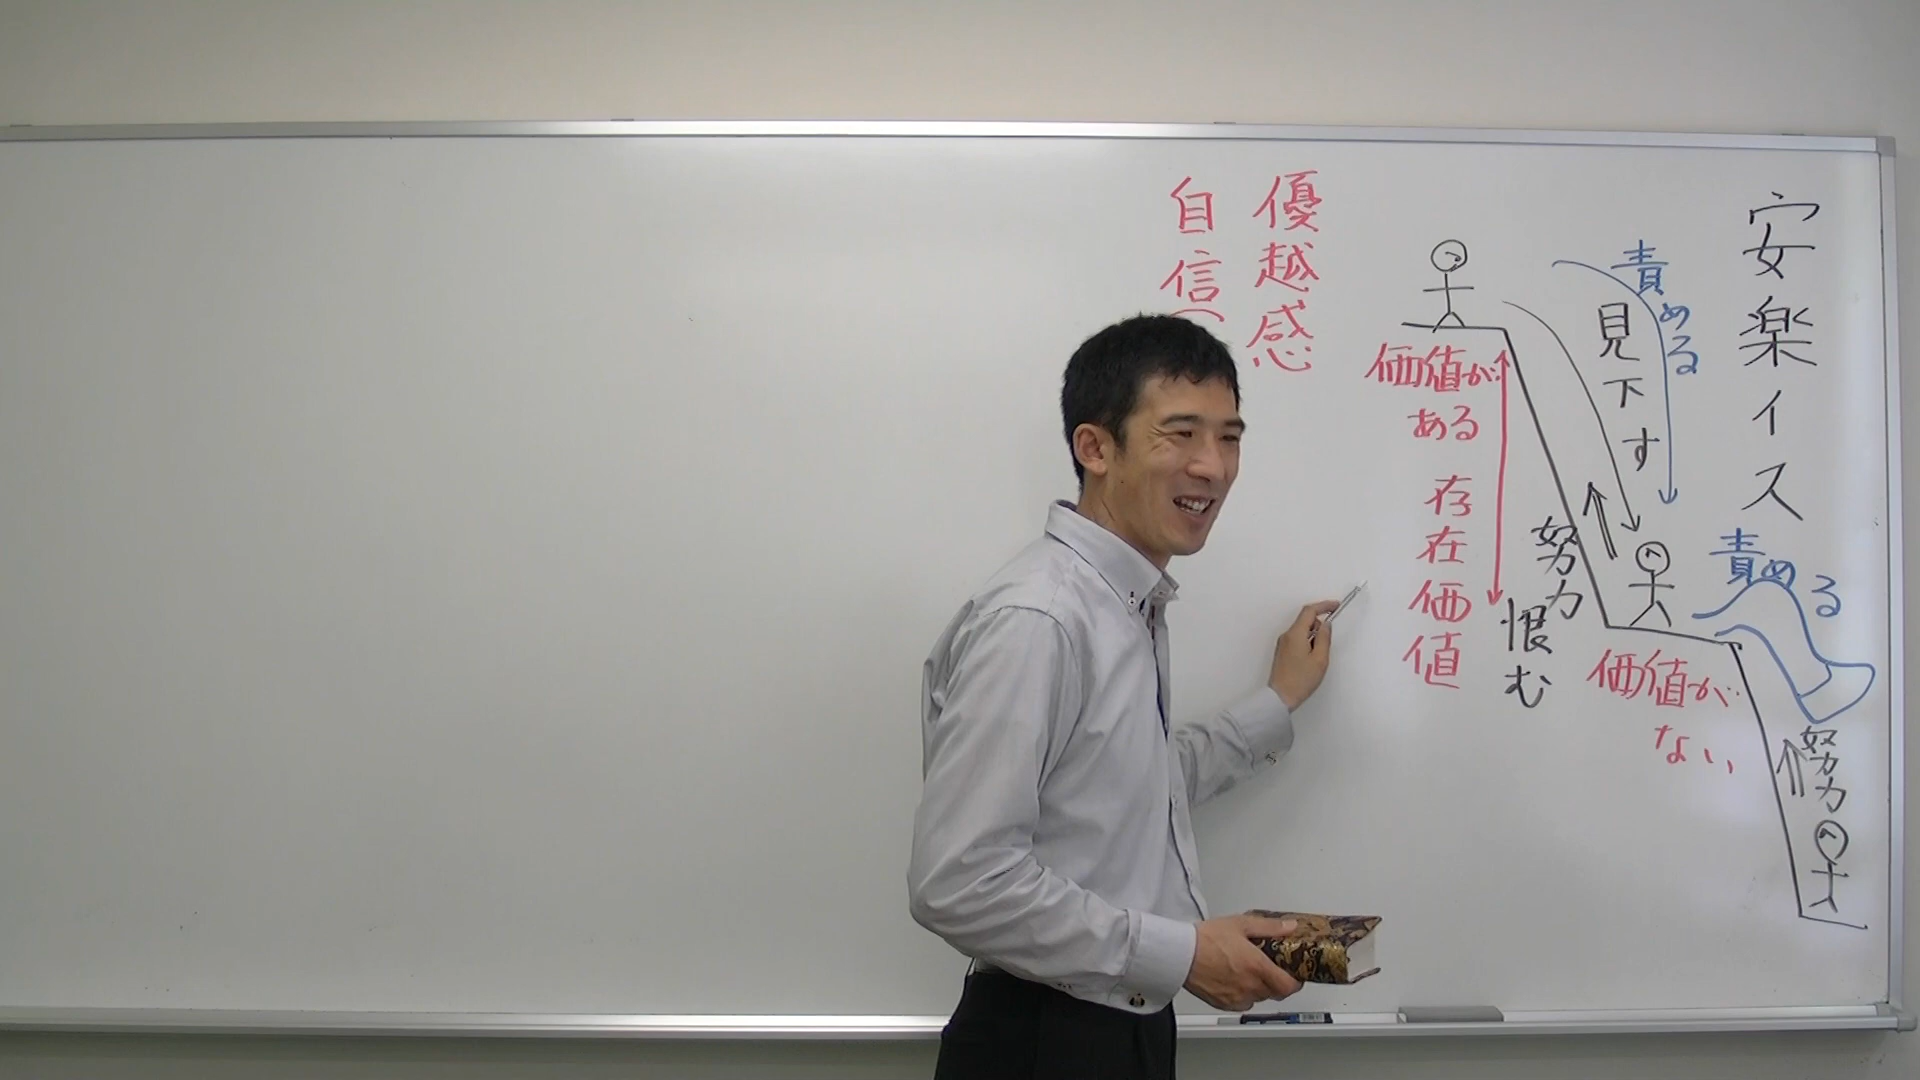 安楽イス
責める
見下す
優越感
自信(
価値が
ある
存在価値
努力
恨む
責める
価値が
ない
努力